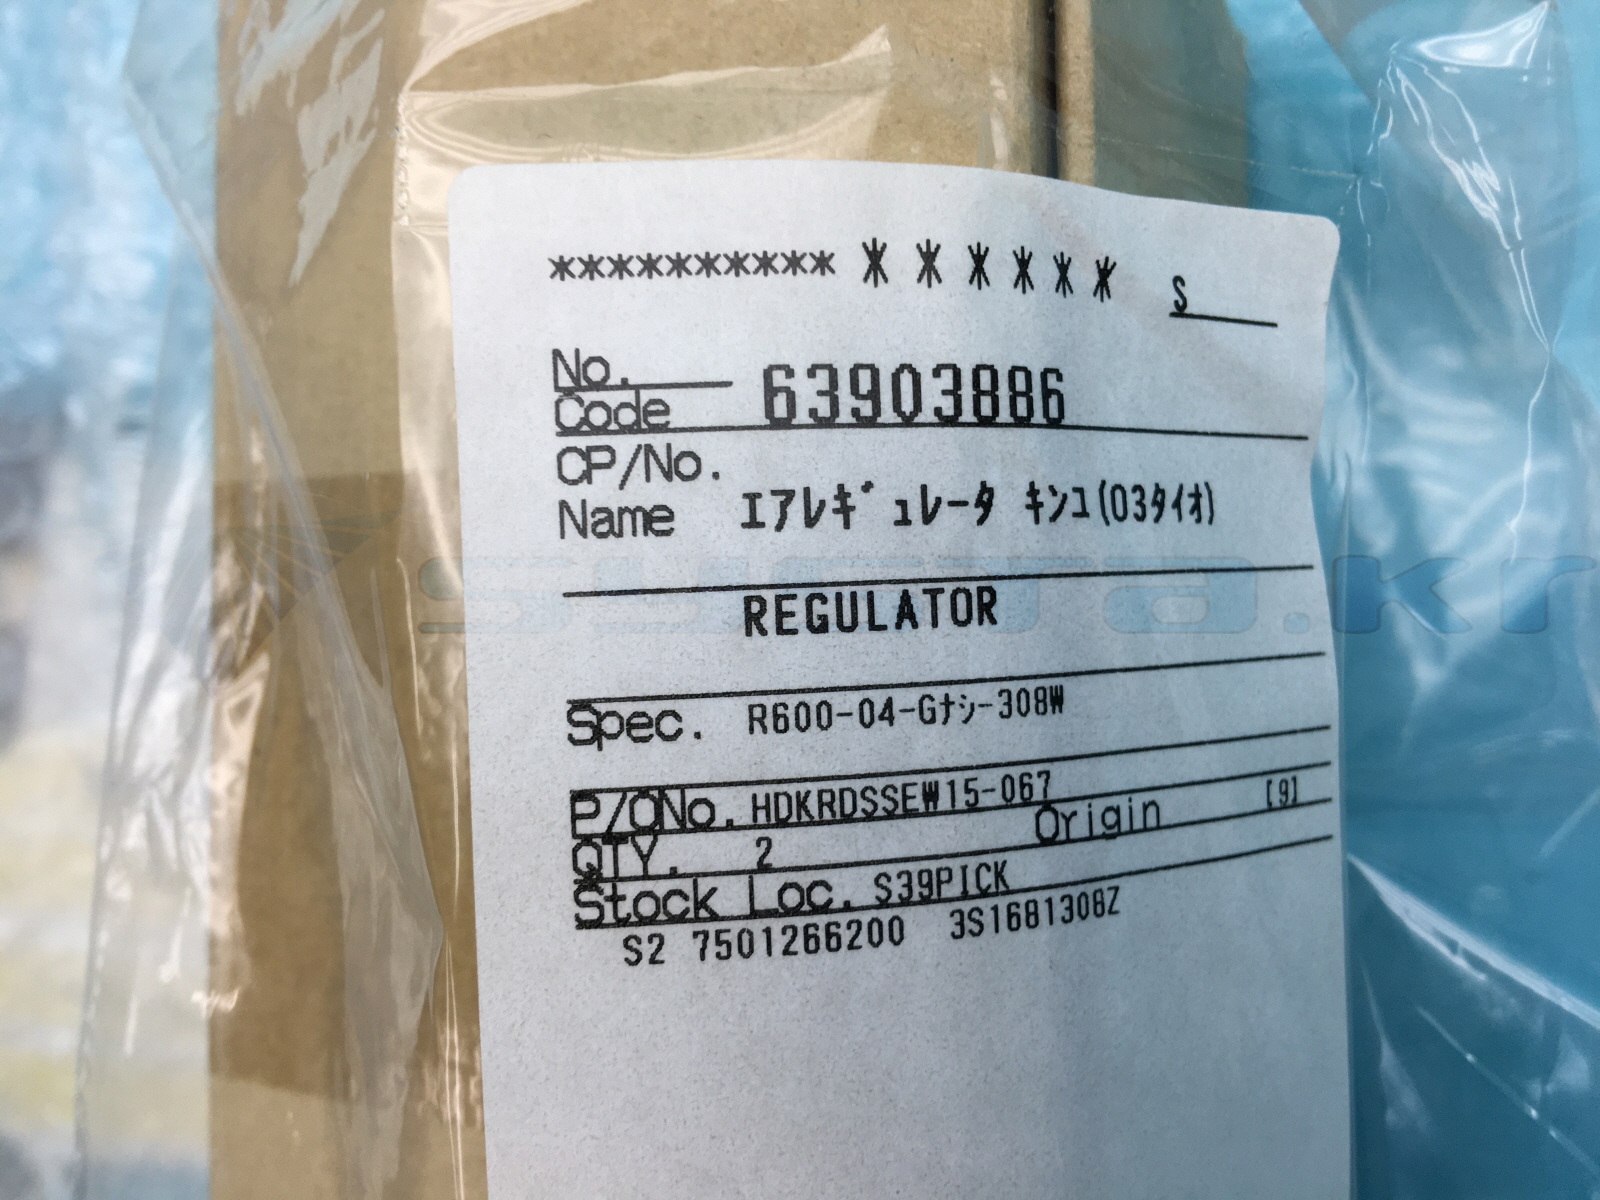 **************** S
No.
Code 63903886
CP/No.
Name ｴｱﾚｷﾞｭﾚｰﾀ ｷﾝﾕ(03ﾀｲｵ)
REGULATOR
Spec. R600-04-Gﾅｼ-308W
P/ONo. HDKRDSSEW15-067
QTY. 2 Origin [9]
Stock Loc. S39PICK
S2 7501266200 3S1681308Z